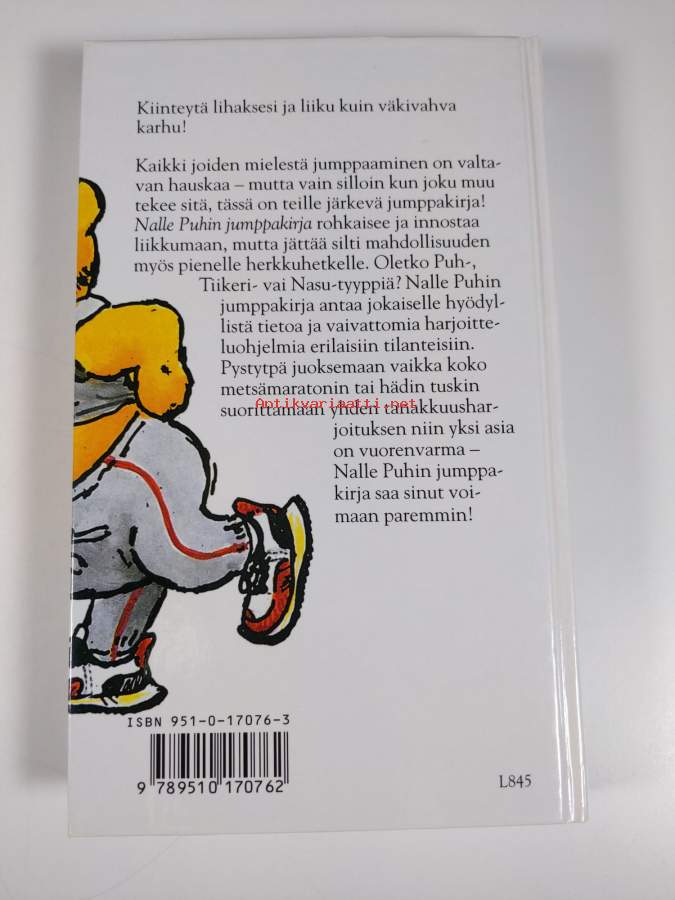 Kiinteytä lihaksesi ja liiku kuin väkivahva
karhu!
Kaikki joiden mielestä jumppaaminen on valta-
van hauskaa – mutta vain silloin kun joku muu
tekee sitä, tässä on teille järkevä jumppakirja!
Nalle Puhin jumppakirja rohkaisee ja innostaa
liikkumaan, mutta jättää silti mahdollisuuden
myös pienelle herkkuhetkelle. Oletko Puh-,
Tiikeri- vai Nasu-tyyppiä? Nalle Puhin
jumppakirja antaa jokaiselle hyödyl-
listä tietoa ja vaivattomia harjoitte-
luohjelmia erilaisiin tilanteisiin.
Pystytpä juoksemaan vaikka koko
metsämaratonin tai hädin tuskin
Antikvariaatti.net
suorittamaan yhden tanakkuushar-
joituksen niin yksi asia
on vuorenvarma –
Nalle Puhin jumppa-
kirja saa sinut voi-
maan paremmin!
ISBN 951-0-17076-3
9 789510 170762
L845